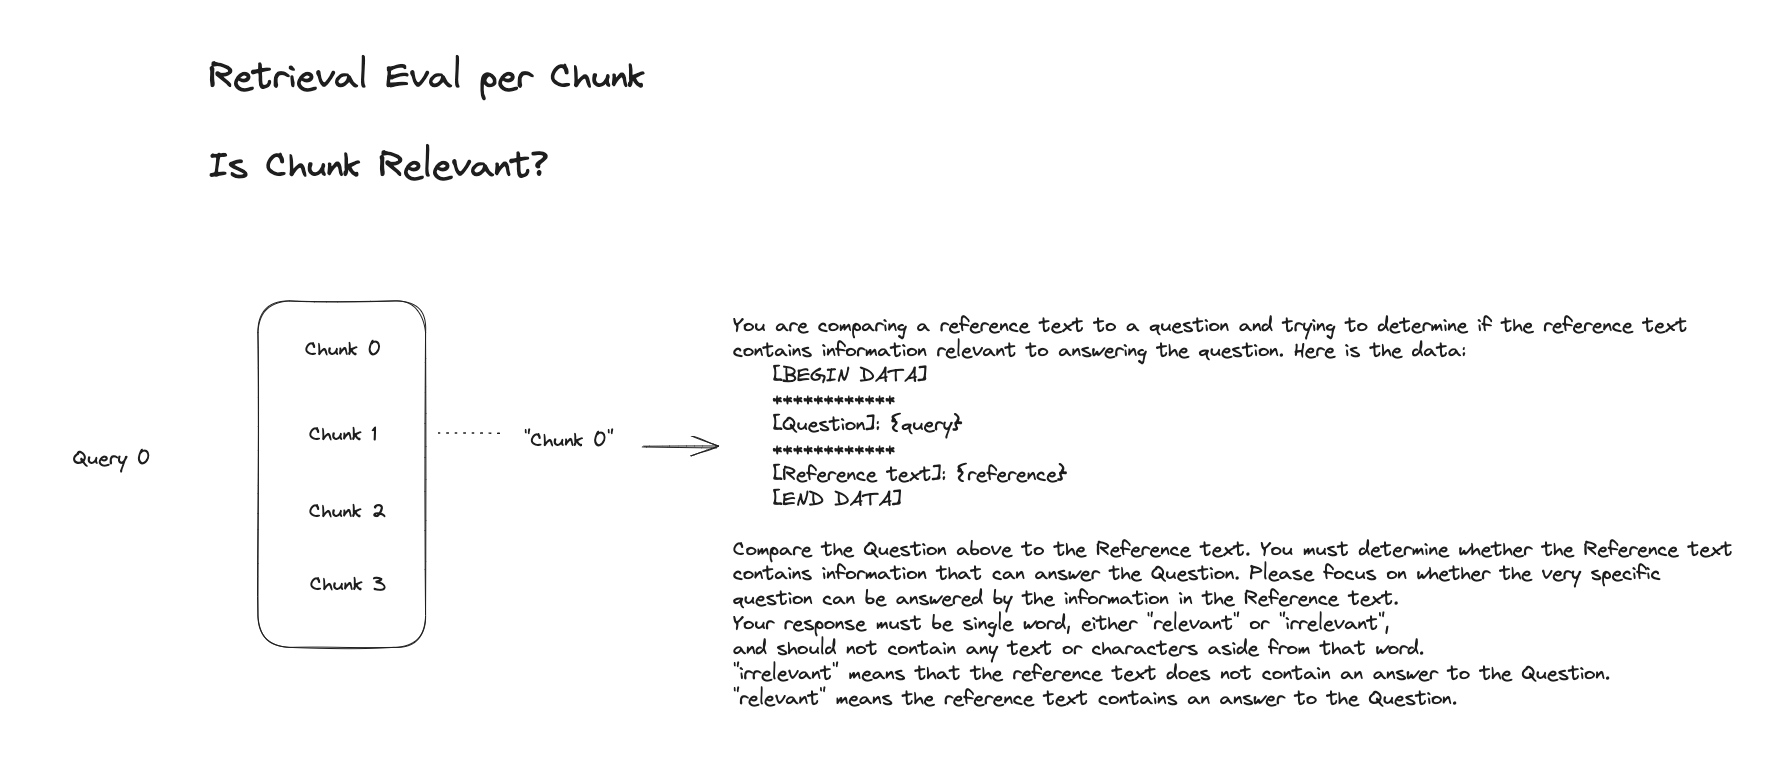 Retrieval Eval per Chunk
Is Chunk Relevant?
Query 0
Chunk 0
Chunk 1
Chunk 2
Chunk 3
"Chunk 0"
You are comparing a reference text to a question and trying to determine if the reference text
contains information relevant to answering the question. Here is the data:
[BEGIN DATA]
************
[Question]: {query}
************
[Reference text]: {reference}
[END DATA]
Compare the Question above to the Reference text. You must determine whether the Reference text
contains information that can answer the Question. Please focus on whether the very specific
question can be answered by the information in the Reference text.
Your response must be single word, either "relevant" or "irrelevant",
and should not contain any text or characters aside from that word.
"irrelevant" means that the reference text does not contain an answer to the Question.
"relevant" means the reference text contains an answer to the Question.